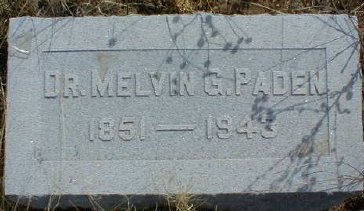 DR. MELVIN G. PADEN
1851 — 1943